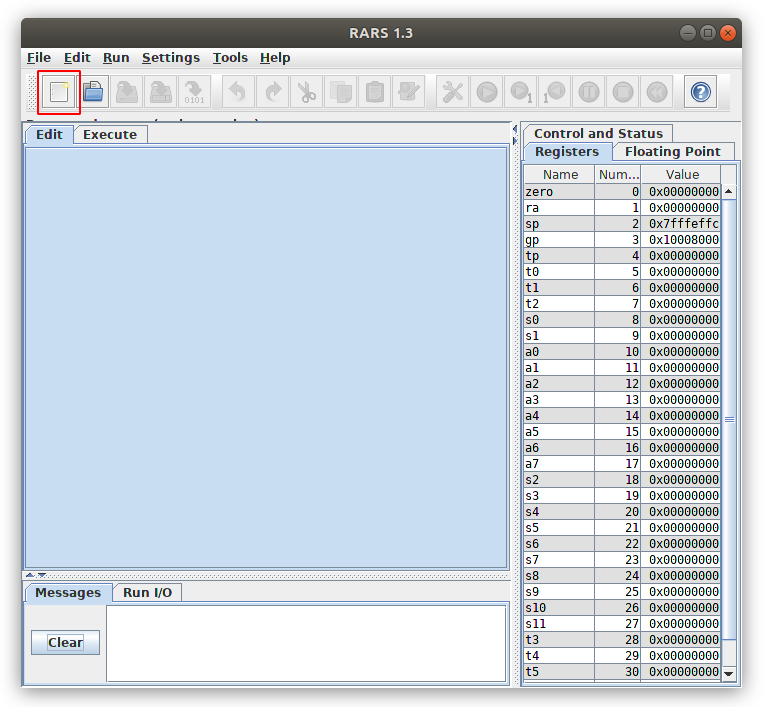 RARS 1.3
File Edit Run Settings Tools Help
0101 1 1 ?
Edit Execute
Control and Status
Registers Floating Point
Name Num... Value
zero 0 0x00000000
ra 1 0x00000000
sp 2 0x7fffeffc
gp 3 0x10008000
tp 4 0x00000000
t0 5 0x00000000
t1 6 0x00000000
t2 7 0x00000000
s0 8 0x00000000
s1 9 0x00000000
a0 10 0x00000000
a1 11 0x00000000
a2 12 0x00000000
a3 13 0x00000000
a4 14 0x00000000
a5 15 0x00000000
a6 16 0x00000000
a7 17 0x00000000
s2 18 0x00000000
s3 19 0x00000000
s4 20 0x00000000
s5 21 0x00000000
s6 22 0x00000000
s7 23 0x00000000
s8 24 0x00000000
s9 25 0x00000000
s10 26 0x00000000
s11 27 0x00000000
t3 28 0x00000000
t4 29 0x00000000
t5 30 0x00000000
Messages Run I/O
Clear